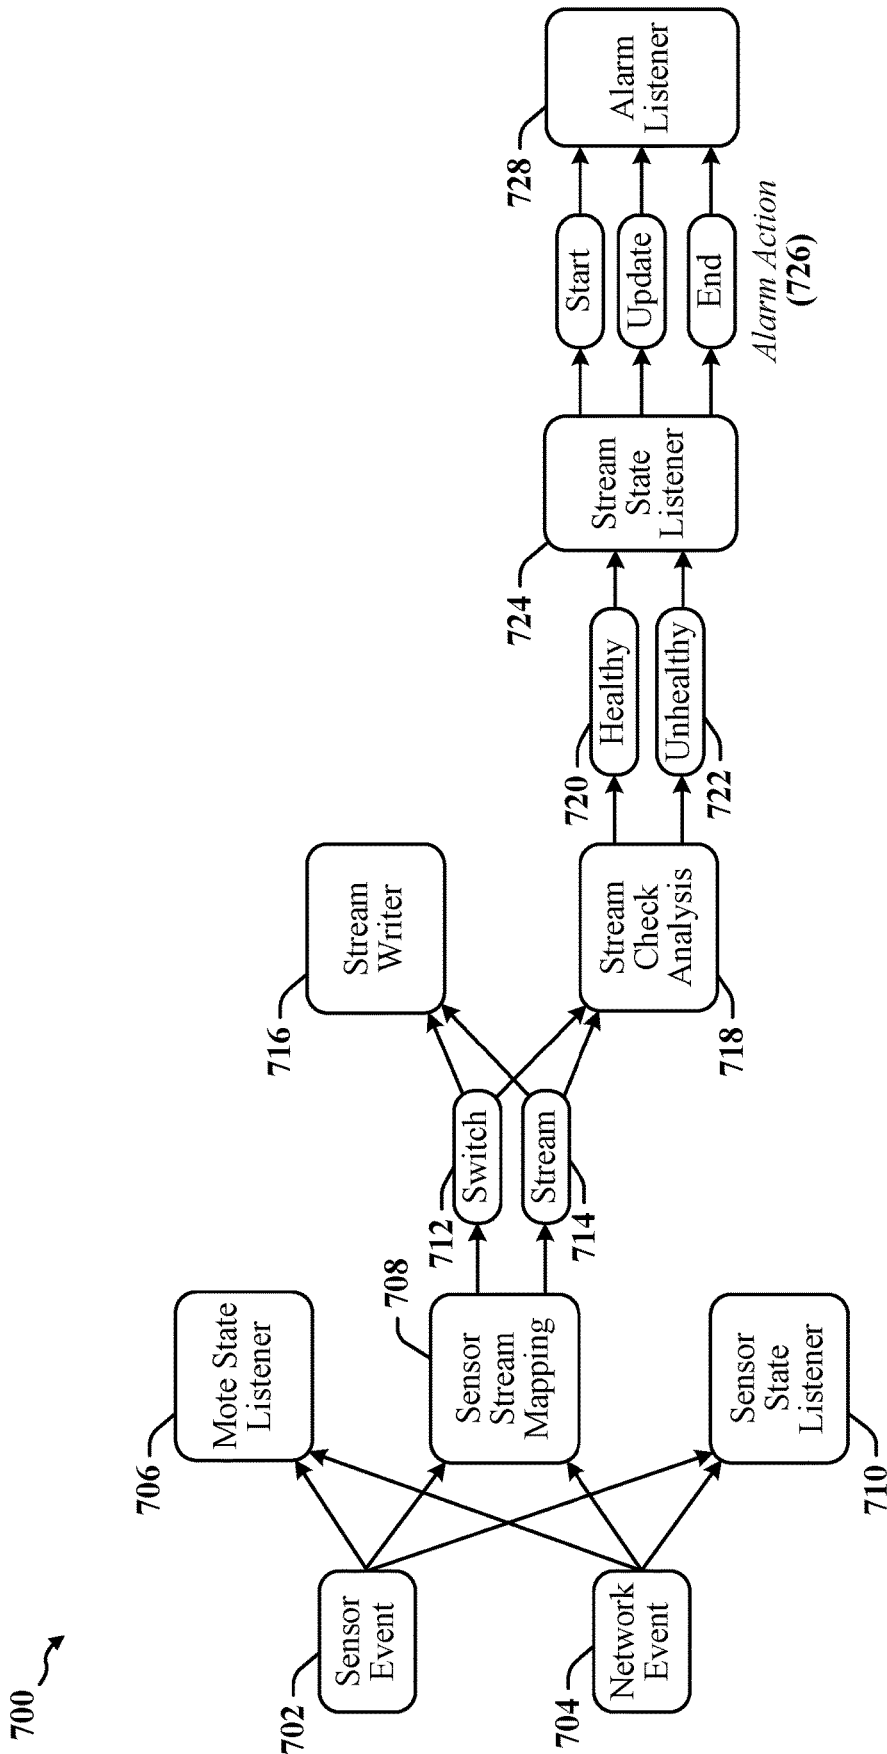 700
702
Sensor
Event
704
Network
Event
706
Mote State
Listener
708
Sensor
Stream
Mapping
710
Sensor
State
Listener
712
Switch
714
Stream
716
Stream
Writer
718
Stream
Check
Analysis
720
Healthy
722
Unhealthy
724
Stream
State
Listener
Start
Update
End
Alarm Action
(726)
728
Alarm
Listener